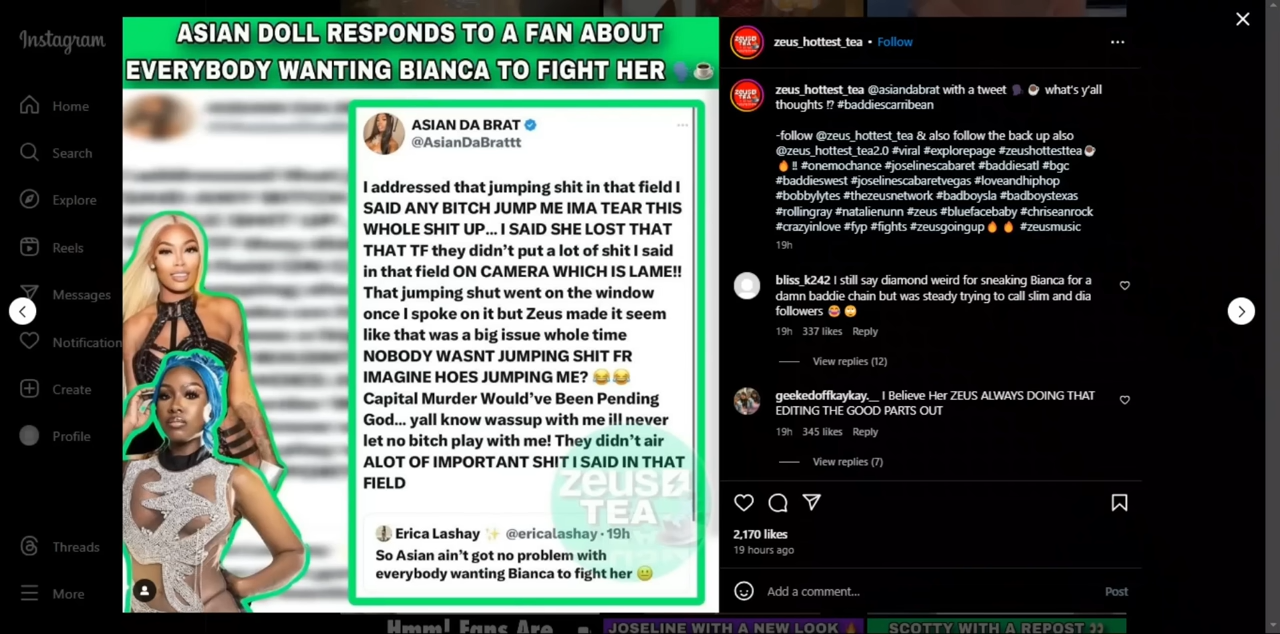 Instagram
Home
Search
Explore
Reels
Messages
Notification
Create
Profile
Threads
More
ASIAN DOLL RESPONDS TO A FAN ABOUT
EVERYBODY WANTING BIANCA TO FIGHT HER 🗣️☕
ASIAN DA BRAT
@AsianDaBrattt
I addressed that jumping shit in that field I
SAID ANY BITCH JUMP ME IMA TEAR THIS
WHOLE SHIT UP... I SAID SHE LOST THAT
THAT TF they didn't put a lot of shit I said
in that field ON CAMERA WHICH IS LAME!!
That jumping shut went on the window
once I spoke on it but Zeus made it seem
like that was a big issue whole time
NOBODY WASNT JUMPING SHIT FR
IMAGINE HOES JUMPING ME? 😂😂
Capital Murder Would've Been Pending
God... yall know wassup with me ill never
let no bitch play with me! They didn't air
ALOT OF IMPORTANT SHIT I SAID IN THAT
FIELD
zeus
TEA
Erica Lashay ✨ @ericalashay · 19h
So Asian ain't got no problem with
everybody wanting Bianca to fight her 😐
zeus_hottest_tea • Follow
zeus_hottest_tea @asiandabrat with a tweet 🗣️ ☕ what's y'all
thoughts ⁉ #baddiescarribean
-follow @zeus_hottest_tea & also follow the back up also
@zeus_hottest_tea2.0 #viral #explorepage #zeushottesttea☕
🔥‼ #onemochance #joselinescabaret #baddiesatl #bgc
#baddieswest #joselinescabaretvegas #loveandhiphop
#bobbylytes #thezeusnetwork #badboysla #badboystexas
#rollingray #natalienunn #zeus #bluefacebaby #chriseanrock
#crazyinlove #fyp #fights #zeusgoingup🔥 🔥 #zeusmusic
19h
bliss_k242 I still say diamond weird for sneaking Bianca for a
damn baddie chain but was steady trying to call slim and dia
followers 🤩 🙄
19h 337 likes Reply
View replies (12)
geekedoffkaykay.__ I Believe Her ZEUS ALWAYS DOING THAT
EDITING THE GOOD PARTS OUT
19h 345 likes Reply
View replies (7)
2,170 likes
19 hours ago
Add a comment...
Post
Hmm! Fans Are
JOSELINE WITH A NEW LOOK 🔥
SCOTTY WITH A REPOST 👀